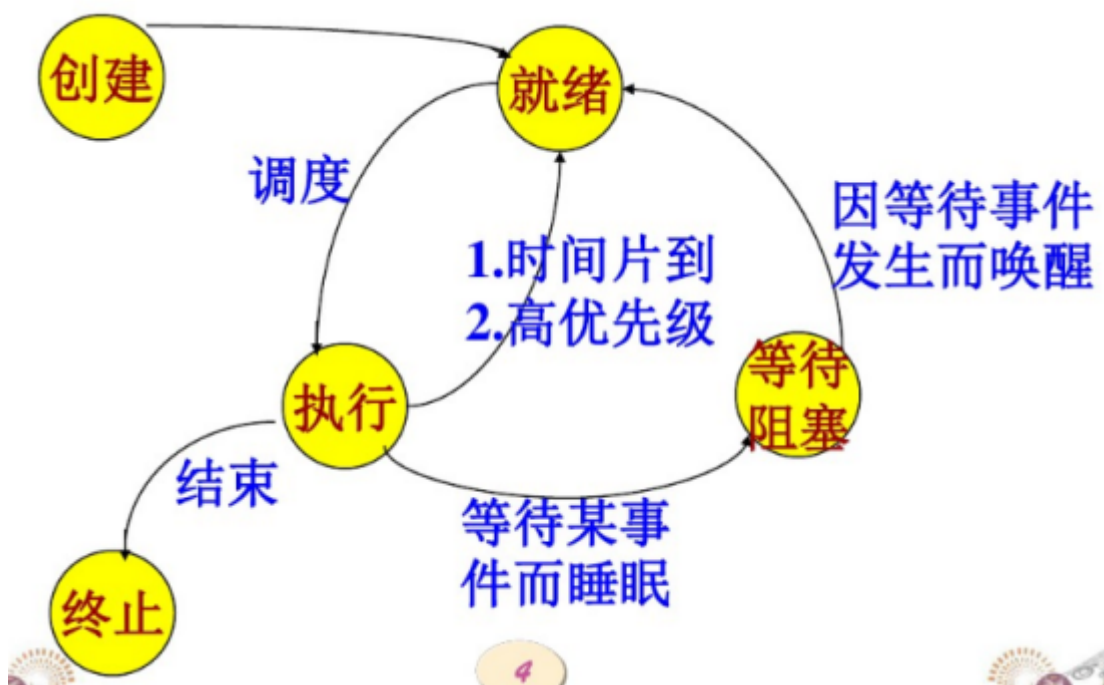 创建
就绪
调度
因等待事件
发生而唤醒
1.时间片到
2.高优先级
等待
阻塞
执行
结束
等待某事
件而睡眠
终止
4